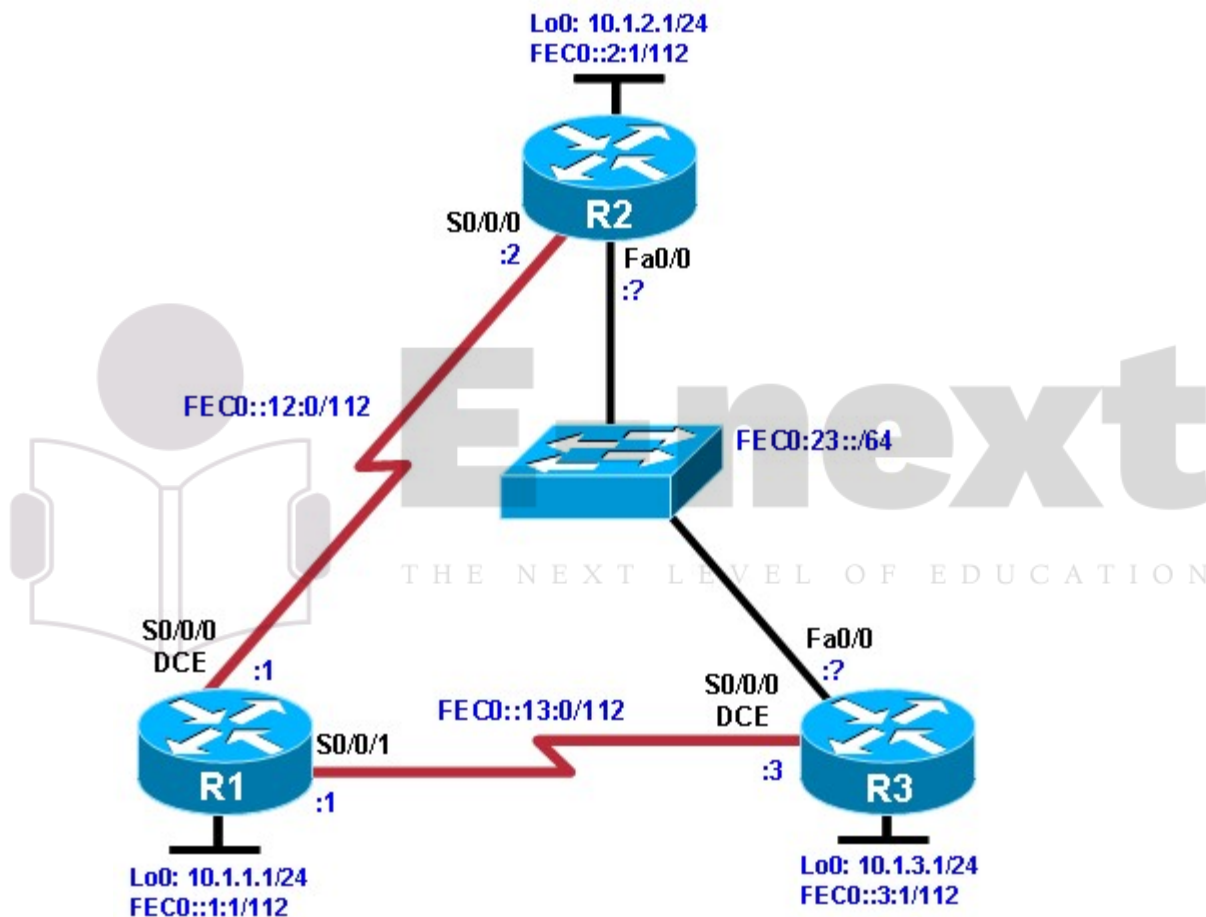 Lo0: 10.1.2.1/24
FEC0::2:1/112
R2
S0/0/0
:2
Fa0/0
:?
FEC0::12:0/112
FEC0:23::/64
E-next
THE NEXT LEVEL OF EDUCATION
S0/0/0
DCE
:1
Fa0/0
:?
S0/0/0
DCE
FEC0::13:0/112
S0/0/1
:3
R1
:1
R3
Lo0: 10.1.1.1/24
FEC0::1:1/112
Lo0: 10.1.3.1/24
FEC0::3:1/112